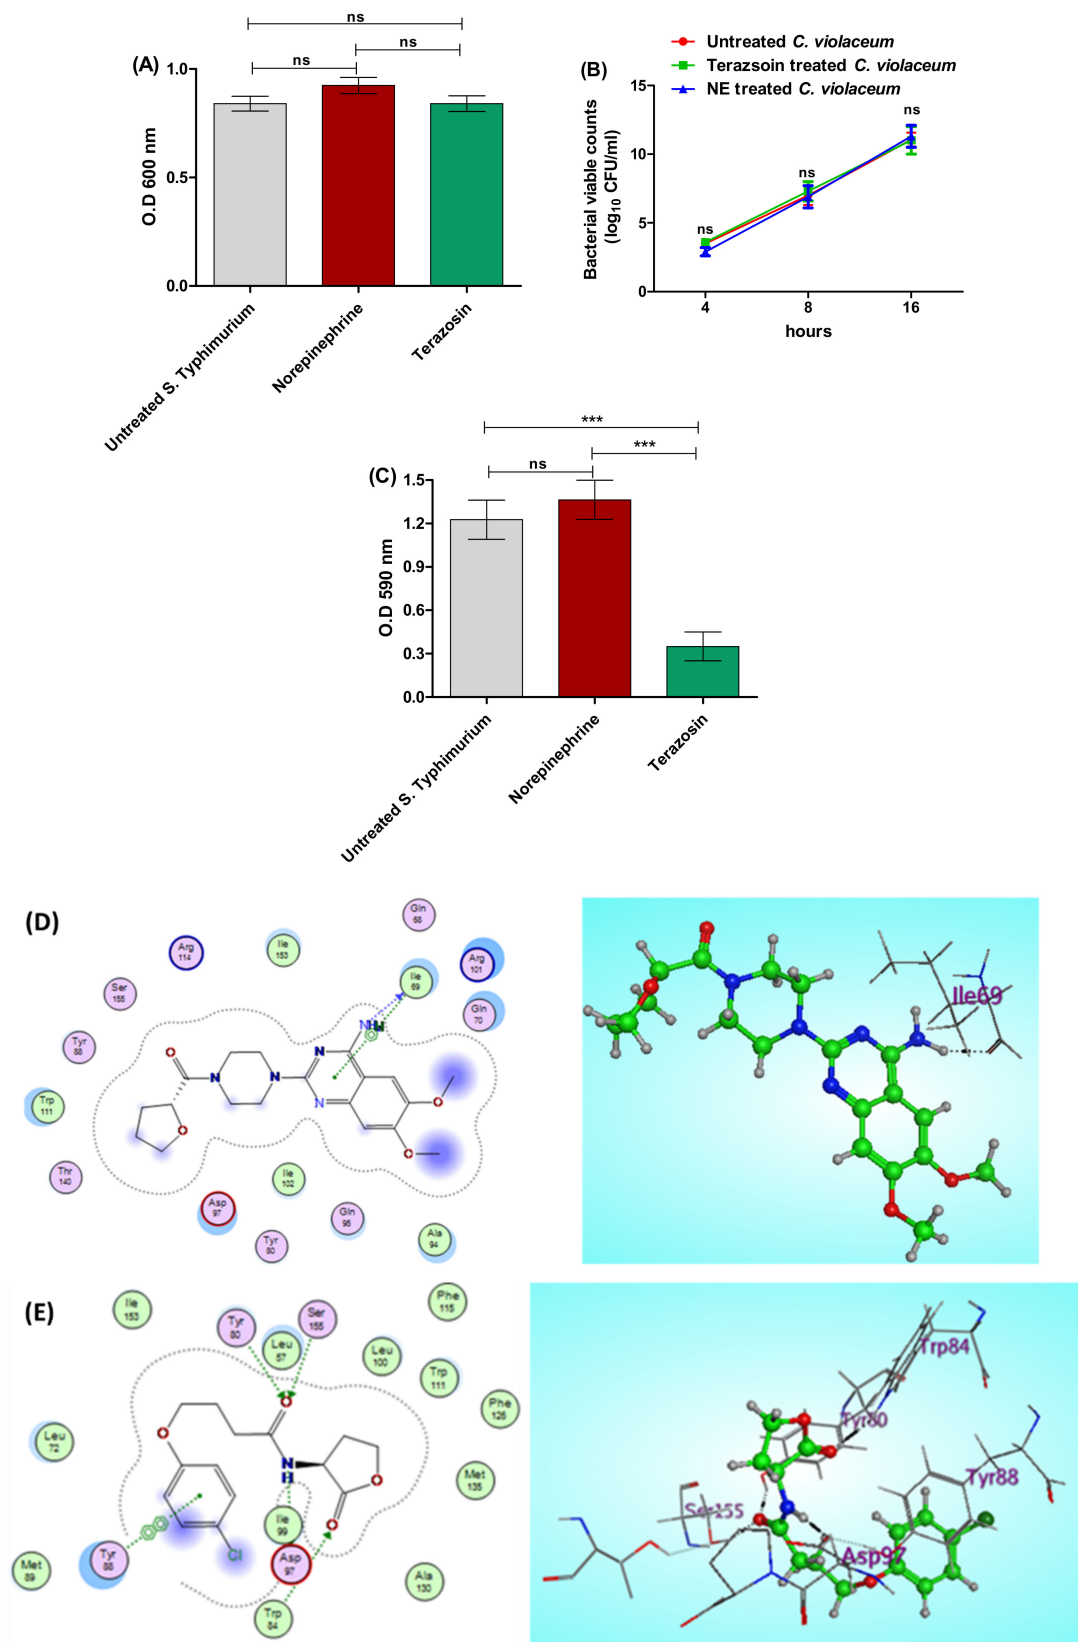 ns
ns
ns
(A)
1.0
0.5
0.0
O.D 600 nm
Untreated S. Typhimurium
Norepinephrine
Terazosin
Untreated C. violaceum
Terazsoin treated C. violaceum
NE treated C. violaceum
(B)
15
10
5
0
Bacterial viable counts
(log10 CFU/ml)
ns
ns
ns
4
8
16
hours
***
***
ns
(C)
1.5
1.2
0.9
0.6
0.3
0.0
O.D 590 nm
Untreated S. Typhimurium
Norepinephrine
Terazosin
(D)
Gln
68
Arg
114
Ile
153
Arg
101
Ile
69
Ser
155
Gln
70
Tyr
88
Trp
111
Thr
140
Ile
102
Asp
97
Gln
95
Tyr
80
Ala
94
O
N
N
N
N
O
O
O
Ile69
(E)
Ile
153
Tyr
80
Ser
155
Phe
115
Leu
57
Leu
100
Trp
111
Phe
126
Leu
72
Met
135
Ile
99
Tyr
88
Asp
97
Met
89
Ala
130
Trp
84
O
O
N
H
O
O
Cl
Trp84
Tyr80
Tyr88
Ser155
Asp97